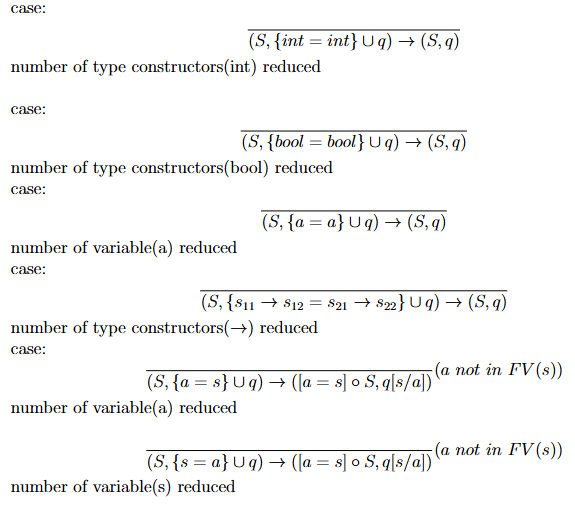 case:
(S, {int = int} ∪ q) → (S, q)
number of type constructors(int) reduced
case:
(S, {bool = bool} ∪ q) → (S, q)
number of type constructors(bool) reduced
case:
(S, {a = a} ∪ q) → (S, q)
number of variable(a) reduced
case:
(S, {s₁₁ → s₁₂ = s₂₁ → s₂₂} ∪ q) → (S, q)
number of type constructors(→) reduced
case:
(S, {a = s} ∪ q) → ([a = s] ∘ S, q[s/a]) (a not in FV(s))
number of variable(a) reduced
(S, {s = a} ∪ q) → ([a = s] ∘ S, q[s/a]) (a not in FV(s))
number of variable(s) reduced